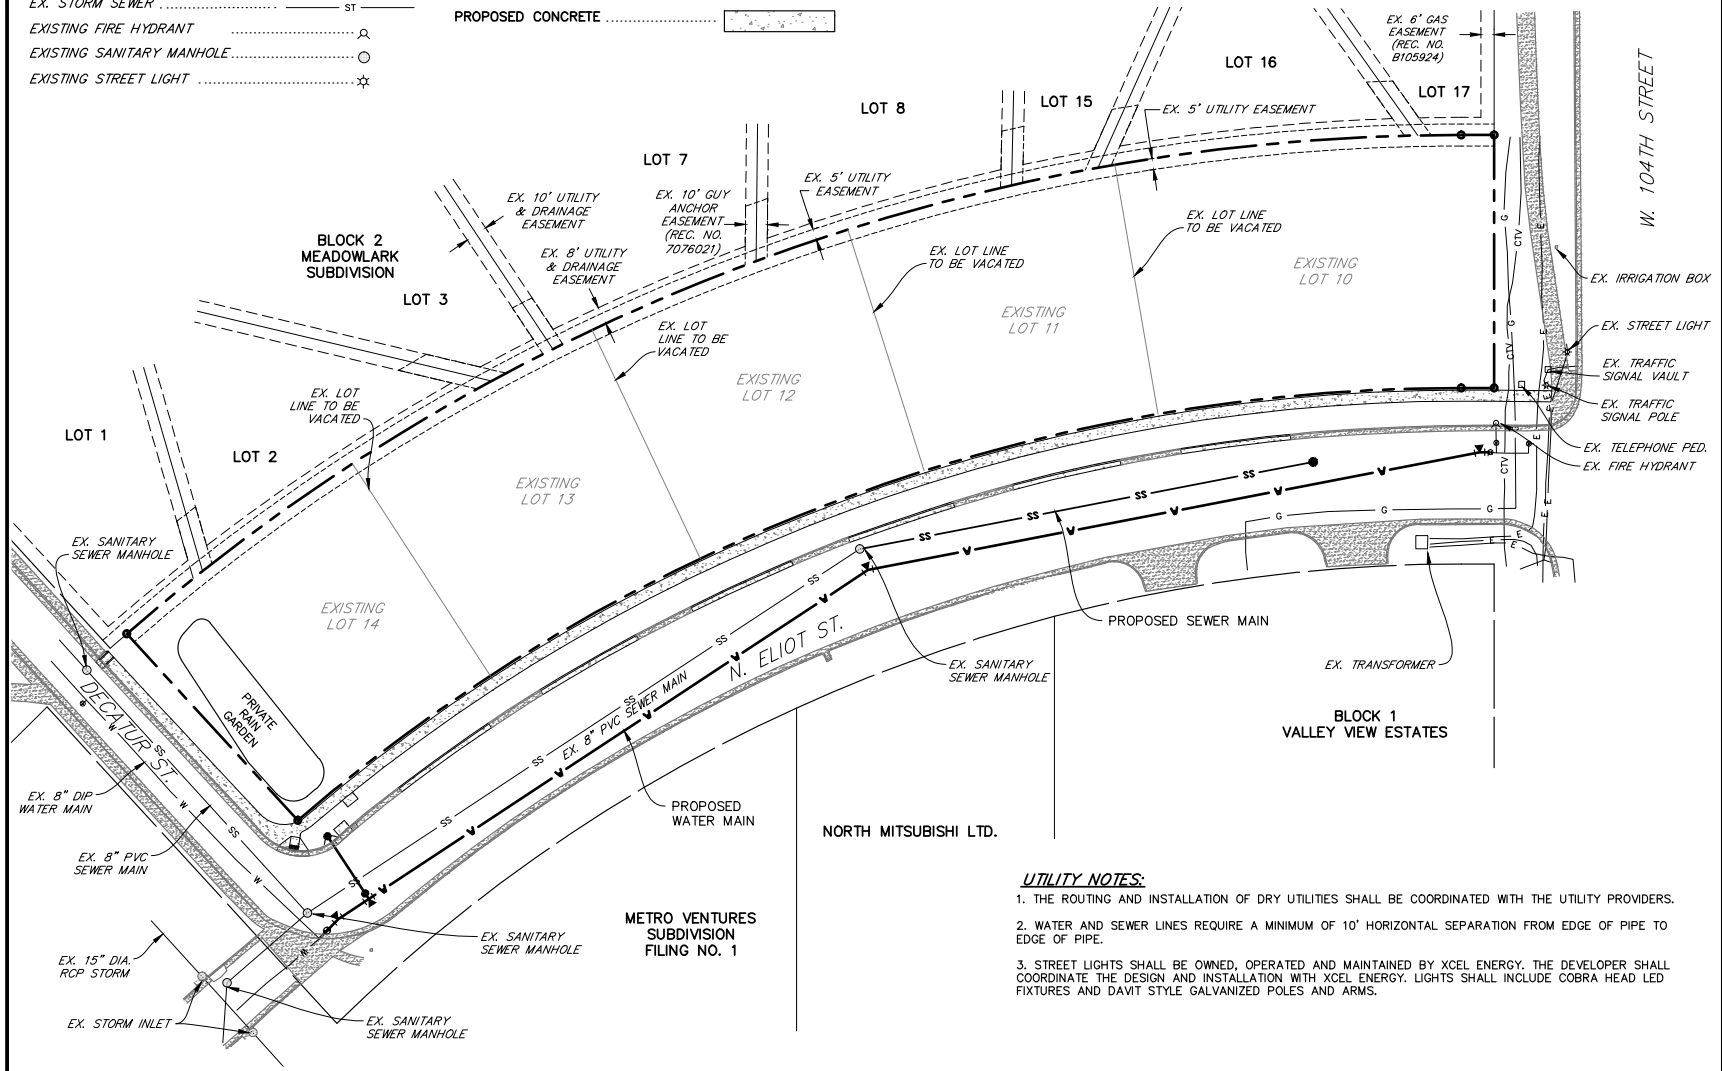 EX. STORM SEWER
ST
EXISTING FIRE HYDRANT
EXISTING SANITARY MANHOLE
EXISTING STREET LIGHT
PROPOSED CONCRETE
EX. 6' GAS
EASEMENT
(REC. NO.
B105924)
W. 104TH STREET
LOT 16
LOT 17
LOT 15
LOT 8
EX. 5' UTILITY EASEMENT
LOT 7
EX. 5' UTILITY
EASEMENT
EX. 10' UTILITY
& DRAINAGE
EASEMENT
EX. 10' GUY
ANCHOR
EASEMENT
(REC. NO.
7076021)
EX. LOT LINE
TO BE VACATED
BLOCK 2
MEADOWLARK
SUBDIVISION
EX. 8' UTILITY
& DRAINAGE
EASEMENT
EX. LOT LINE
TO BE VACATED
EXISTING
LOT 10
EX. IRRIGATION BOX
LOT 3
EX. LOT
LINE TO BE
VACATED
EXISTING
LOT 11
EX. STREET LIGHT
EX. TRAFFIC
SIGNAL VAULT
EX. LOT
LINE TO BE
VACATED
EXISTING
LOT 12
EX. TRAFFIC
SIGNAL POLE
LOT 1
LOT 2
EX. TELEPHONE PED.
EX. FIRE HYDRANT
EXISTING
LOT 13
EX. SANITARY
SEWER MANHOLE
EXISTING
LOT 14
PROPOSED SEWER MAIN
N. ELIOT ST.
EX. SANITARY
SEWER MANHOLE
EX. TRANSFORMER
PRIVATE
RAIN
GARDEN
DECATUR ST.
EX. 8" PVC SEWER MAIN
BLOCK 1
VALLEY VIEW ESTATES
EX. 8" DIP
WATER MAIN
PROPOSED
WATER MAIN
NORTH MITSUBISHI LTD.
EX. 8" PVC
SEWER MAIN
METRO VENTURES
SUBDIVISION
FILING NO. 1
EX. SANITARY
SEWER MANHOLE
EX. 15" DIA.
RCP STORM
EX. STORM INLET
EX. SANITARY
SEWER MANHOLE
UTILITY NOTES:
1. THE ROUTING AND INSTALLATION OF DRY UTILITIES SHALL BE COORDINATED WITH THE UTILITY PROVIDERS.
2. WATER AND SEWER LINES REQUIRE A MINIMUM OF 10' HORIZONTAL SEPARATION FROM EDGE OF PIPE TO
EDGE OF PIPE.
3. STREET LIGHTS SHALL BE OWNED, OPERATED AND MAINTAINED BY XCEL ENERGY. THE DEVELOPER SHALL
COORDINATE THE DESIGN AND INSTALLATION WITH XCEL ENERGY. LIGHTS SHALL INCLUDE COBRA HEAD LED
FIXTURES AND DAVIT STYLE GALVANIZED POLES AND ARMS.